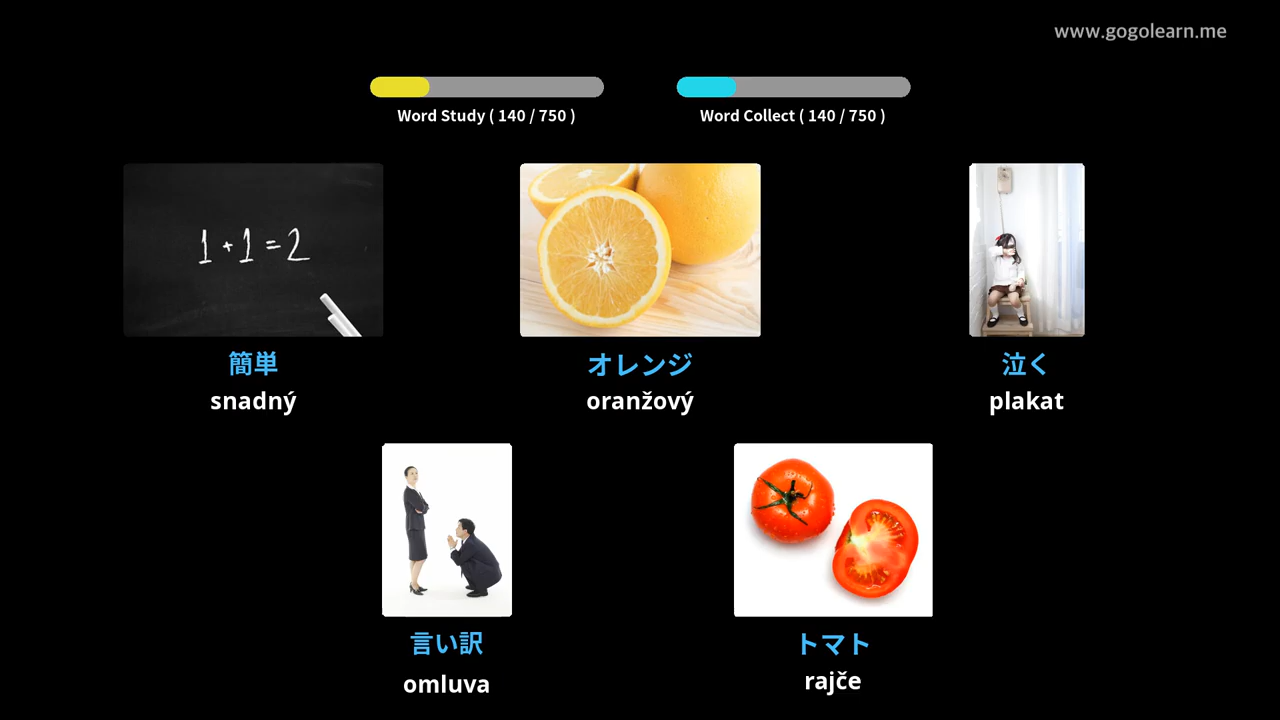 www.gogolearn.me
Word Study ( 140 / 750 )
Word Collect ( 140 / 750 )
1 + 1 = 2
簡単
snadný
オレンジ
oranžový
泣く
plakat
言い訳
omluva
トマト
rajče